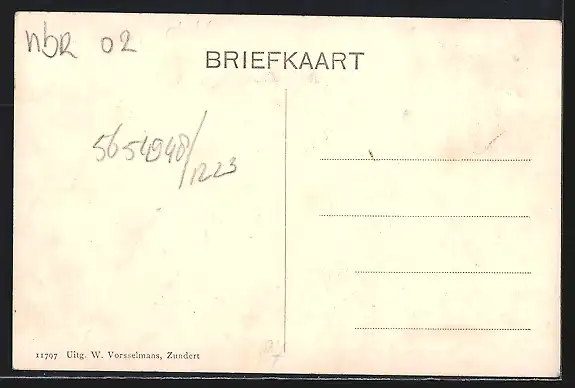 nbR 02
BRIEFKAART
5654948/
1223
11797 Uitg. W. Vorsselmans, Zundert